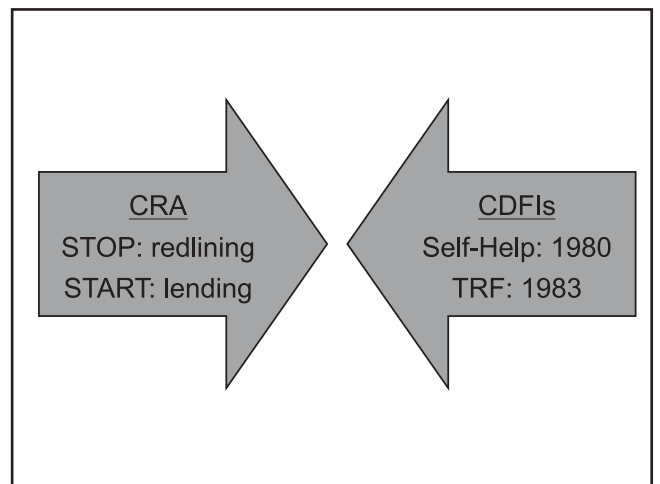 CRA
STOP: redlining
START: lending
CDFIs
Self-Help: 1980
TRF: 1983